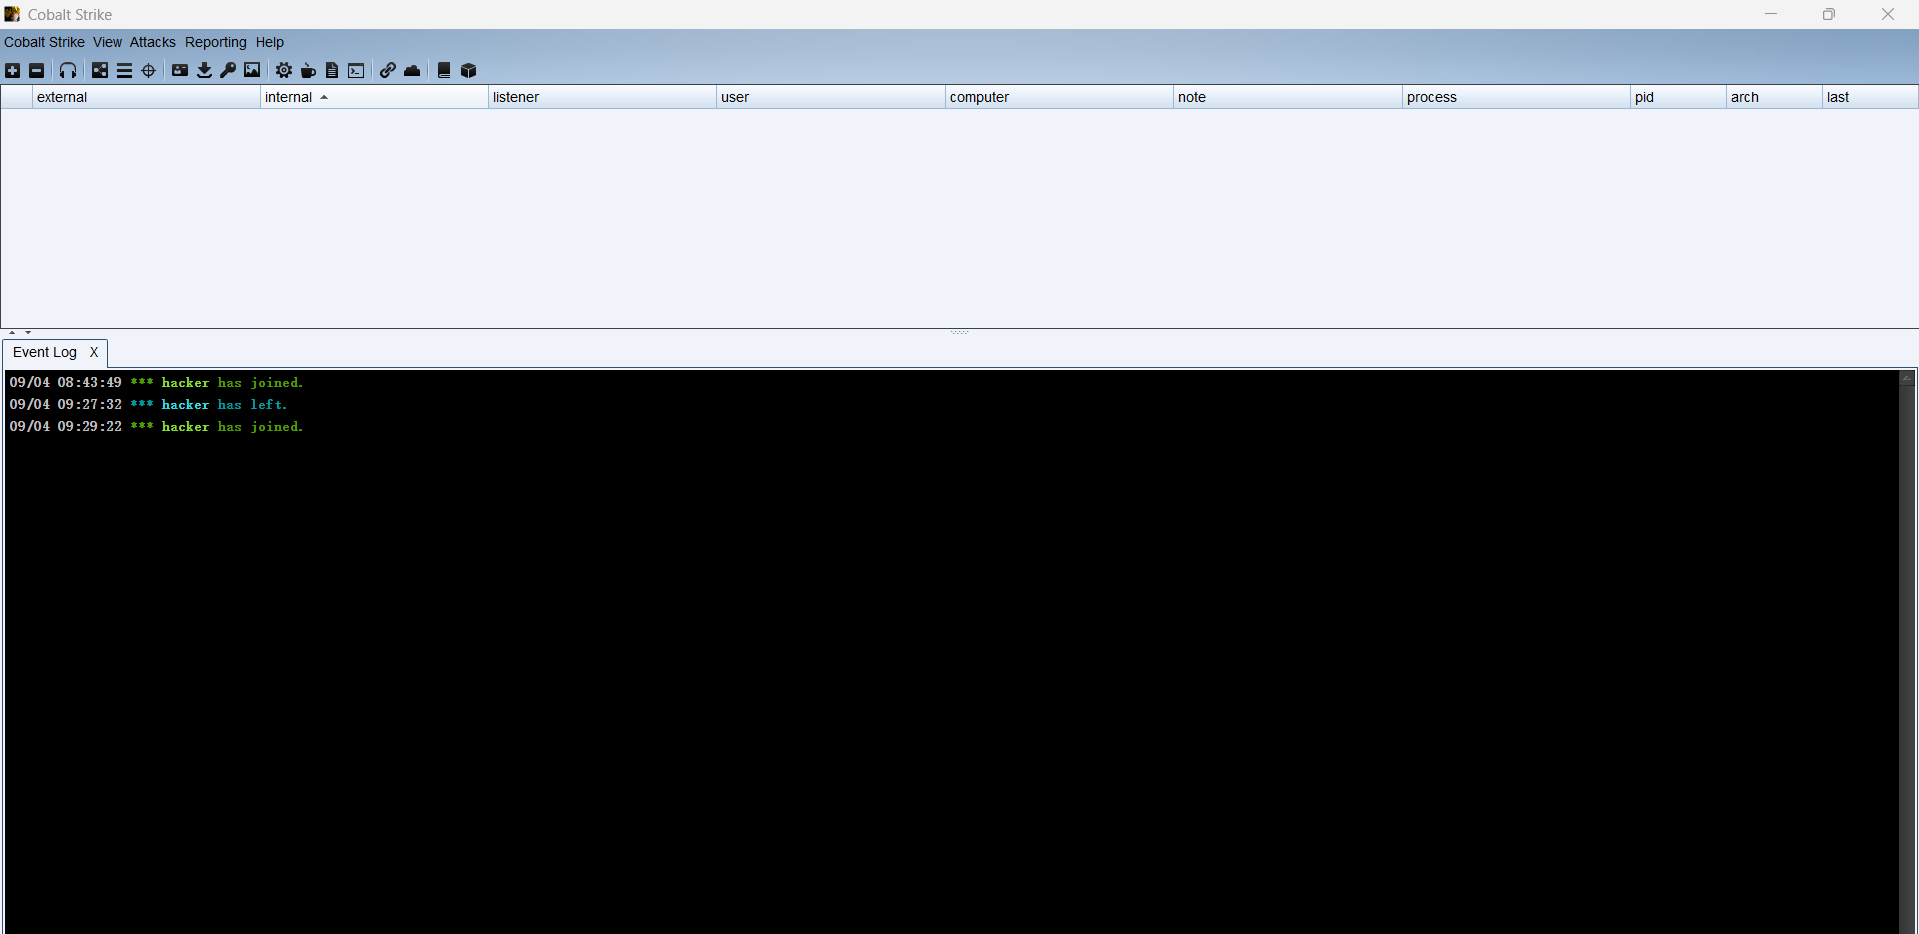 Cobalt Strike
Cobalt Strike View Attacks Reporting Help
external internal listener user computer note process pid arch last
Event Log X
09/04 08:43:49 *** hacker has joined.
09/04 09:27:32 *** hacker has left.
09/04 09:29:22 *** hacker has joined.